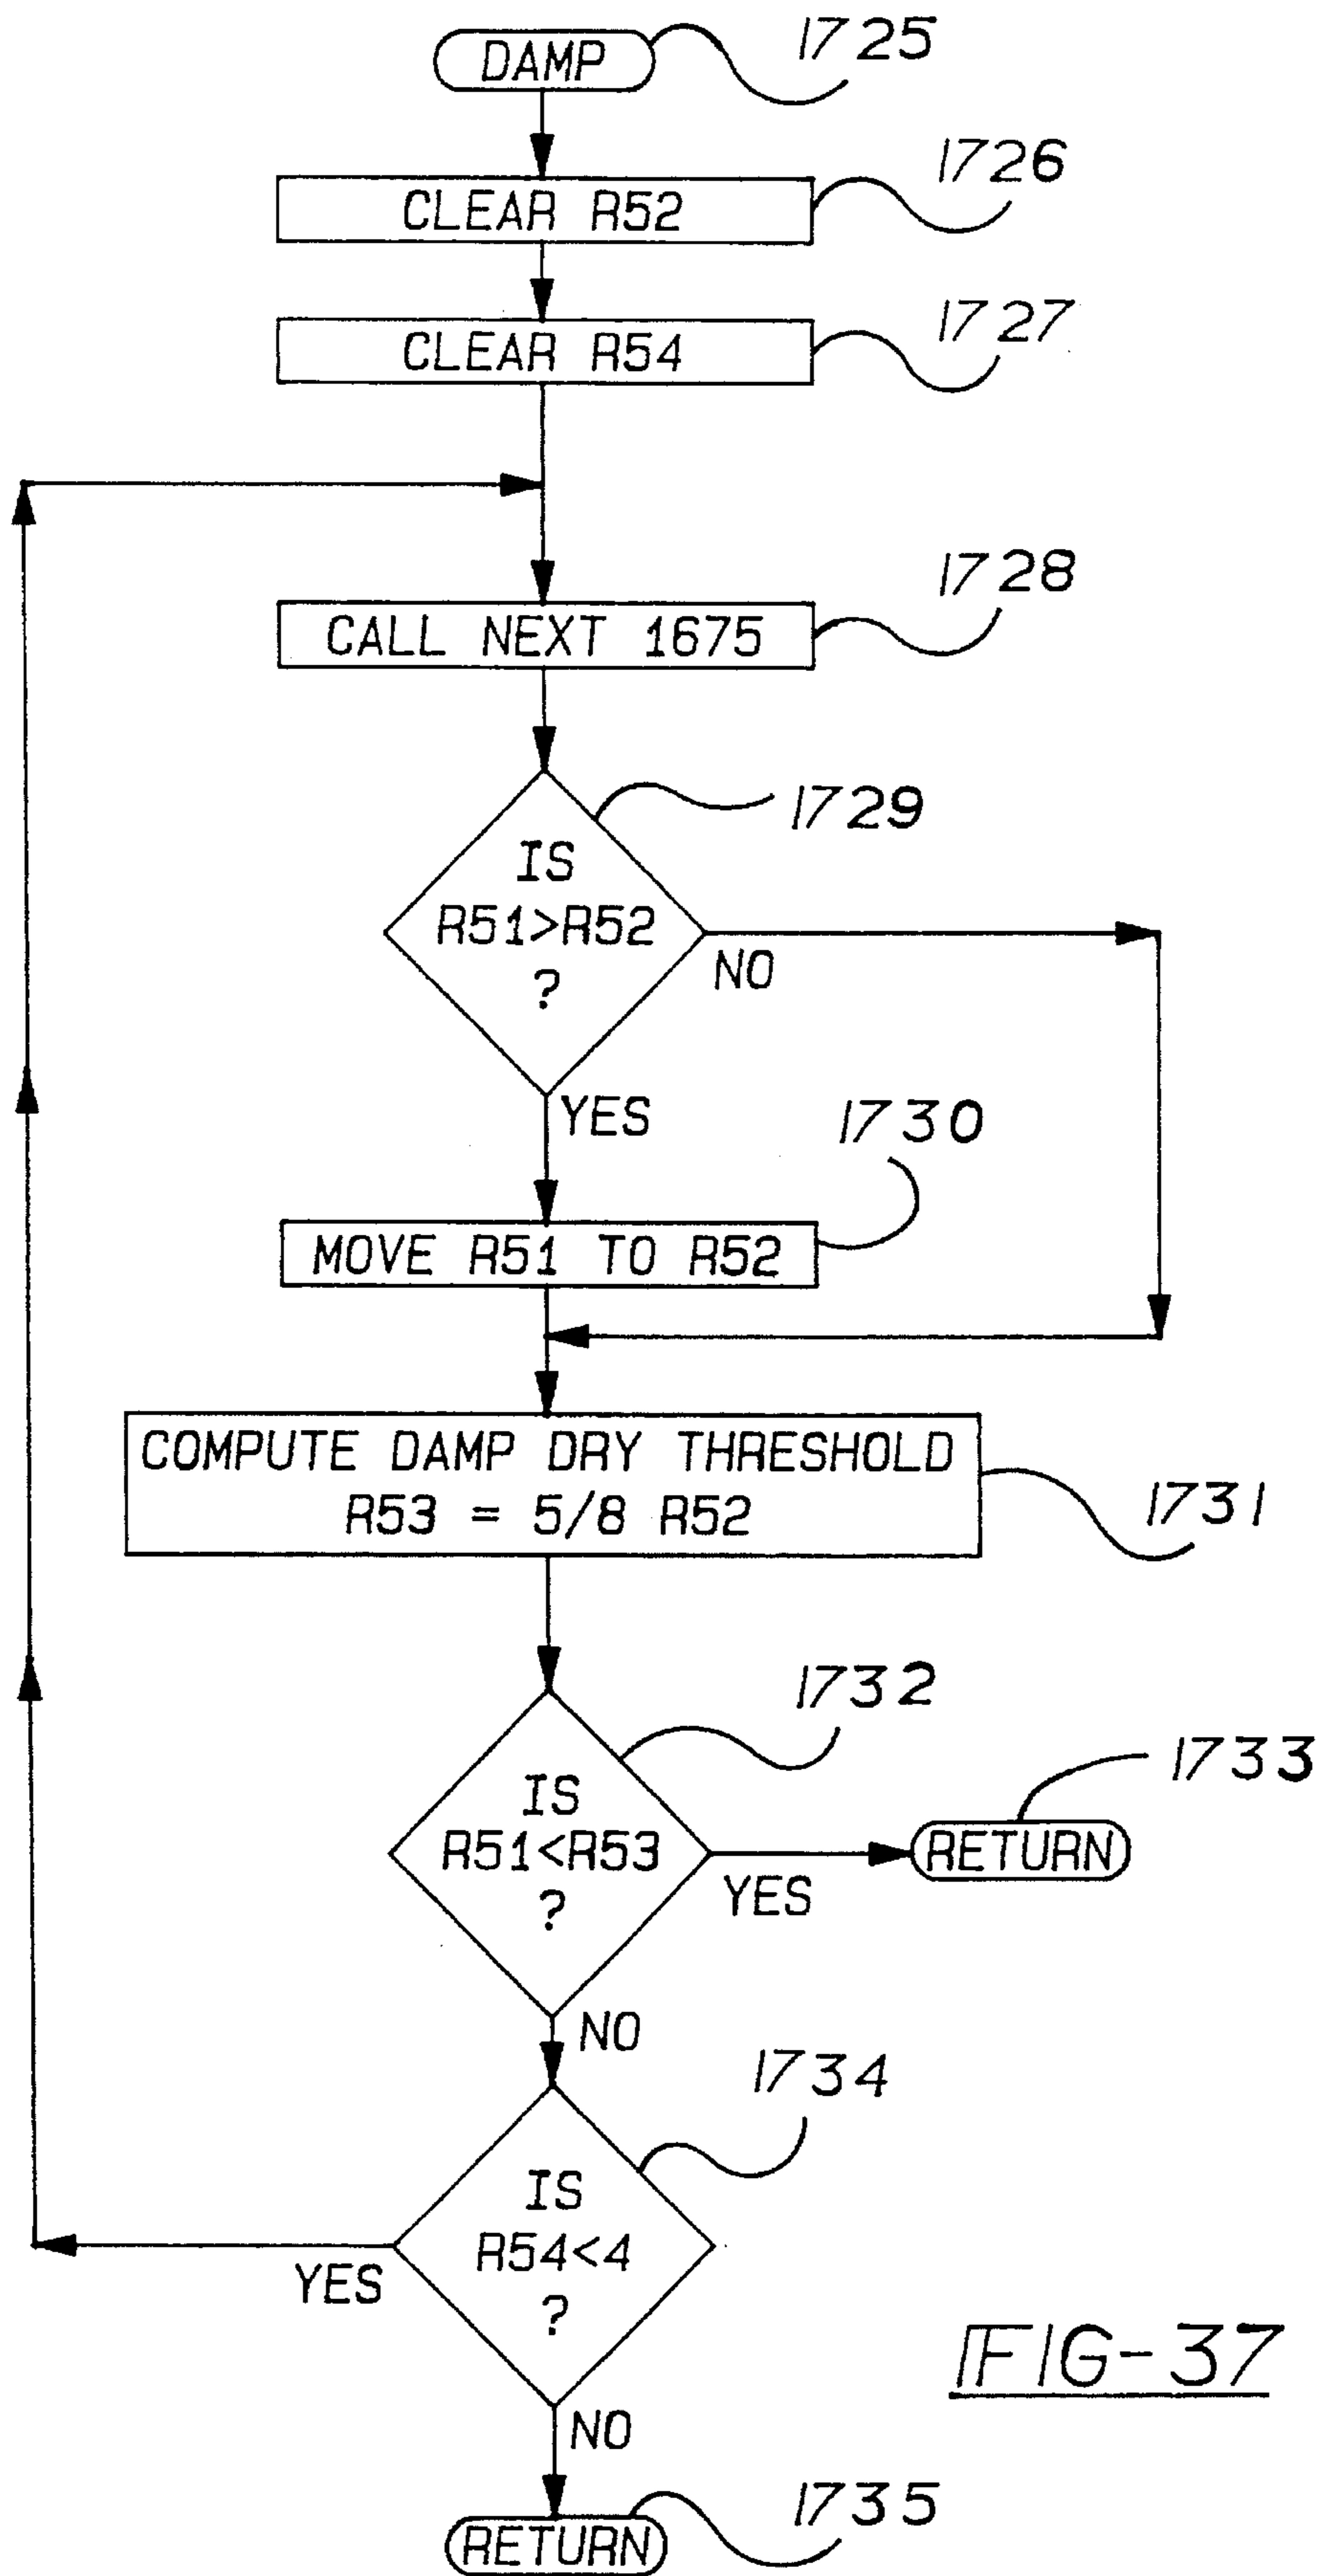 DAMP
1725
CLEAR R52
1726
CLEAR R54
1727
CALL NEXT 1675
1728
IS
R51>R52
?
1729
NO
YES
MOVE R51 TO R52
1730
COMPUTE DAMP DRY THRESHOLD
R53 = 5/8 R52
1731
IS
R51<R53
?
1732
YES
RETURN
1733
NO
IS
R54<4
?
1734
YES
NO
RETURN
1735
FIG-37